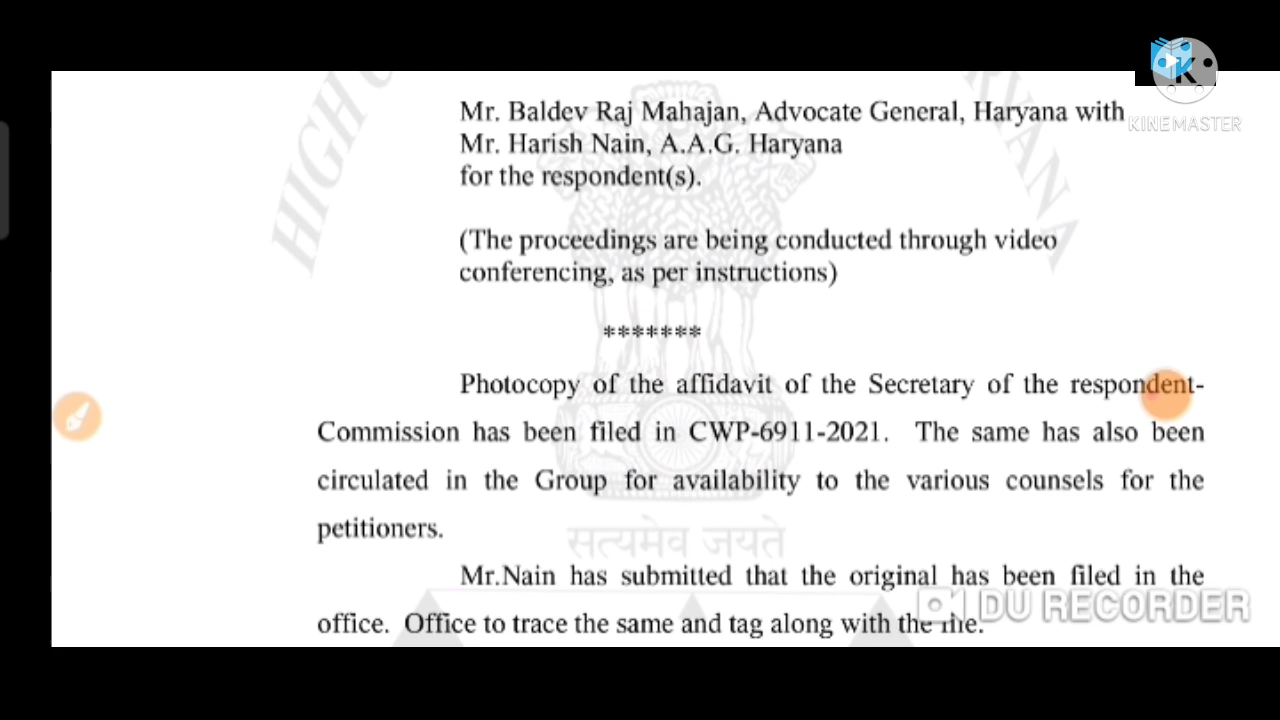 KINEMASTER
HIGH C
RYANA
Mr. Baldev Raj Mahajan, Advocate General, Haryana with
Mr. Harish Nain, A.A.G. Haryana
for the respondent(s).
(The proceedings are being conducted through video
conferencing, as per instructions)
*******
Photocopy of the affidavit of the Secretary of the respondent-
Commission has been filed in CWP-6911-2021. The same has also been
circulated in the Group for availability to the various counsels for the
petitioners.
सत्यमेव जयते
Mr.Nain has submitted that the original has been filed in the
office. Office to trace the same and tag along with the file.
DU RECORDER